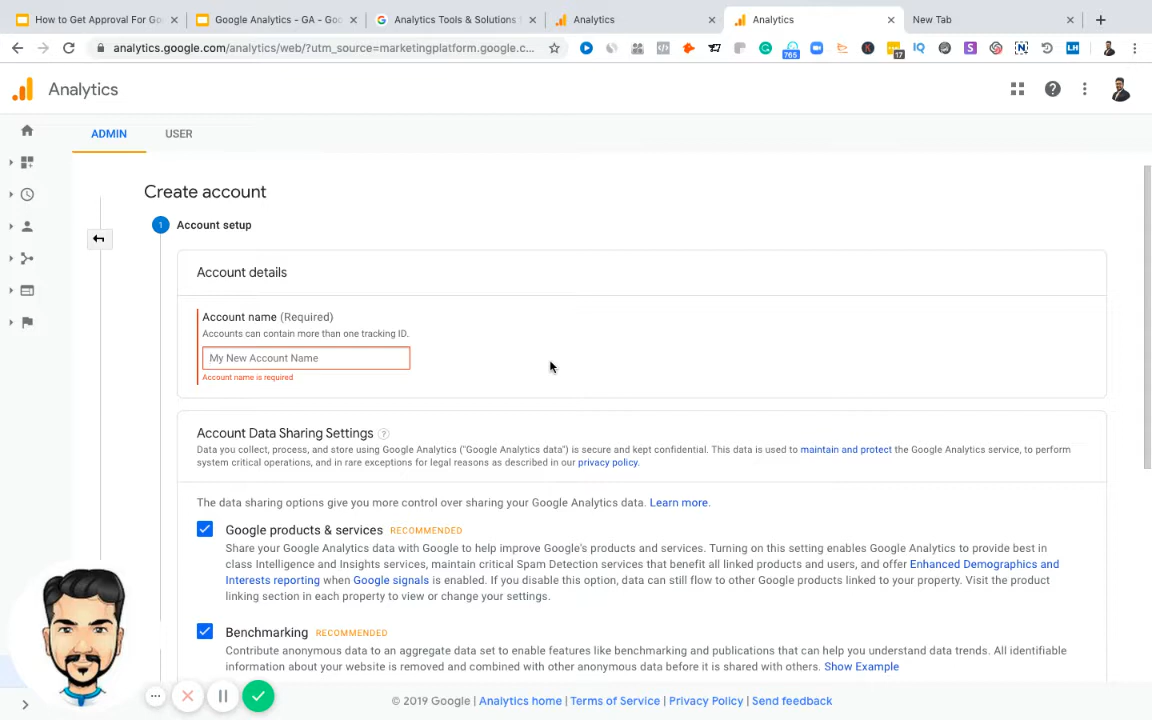 How to Get Approval For Go
Google Analytics - GA - Goo
Analytics Tools & Solutions
Analytics
Analytics
New Tab
analytics.google.com/analytics/web/?utm_source=marketingplatform.google.c...
765
17
IQ
S
N
LH
Analytics
ADMIN
USER
Create account
1 Account setup
Account details
Account name (Required)
Accounts can contain more than one tracking ID.
My New Account Name
Account name is required
Account Data Sharing Settings ?
Data you collect, process, and store using Google Analytics ("Google Analytics data") is secure and kept confidential. This data is used to maintain and protect the Google Analytics service, to perform
system critical operations, and in rare exceptions for legal reasons as described in our privacy policy.
The data sharing options give you more control over sharing your Google Analytics data. Learn more.
Google products & services RECOMMENDED
Share your Google Analytics data with Google to help improve Google's products and services. Turning on this setting enables Google Analytics to provide best in
class Intelligence and Insights services, maintain critical Spam Detection services that benefit all linked products and users, and offer Enhanced Demographics and
Interests reporting when Google signals is enabled. If you disable this option, data can still flow to other Google products linked to your property. Visit the product
linking section in each property to view or change your settings.
Benchmarking RECOMMENDED
Contribute anonymous data to an aggregate data set to enable features like benchmarking and publications that can help you understand data trends. All identifiable
information about your website is removed and combined with other anonymous data before it is shared with others. Show Example
© 2019 Google | Analytics home | Terms of Service | Privacy Policy | Send feedback